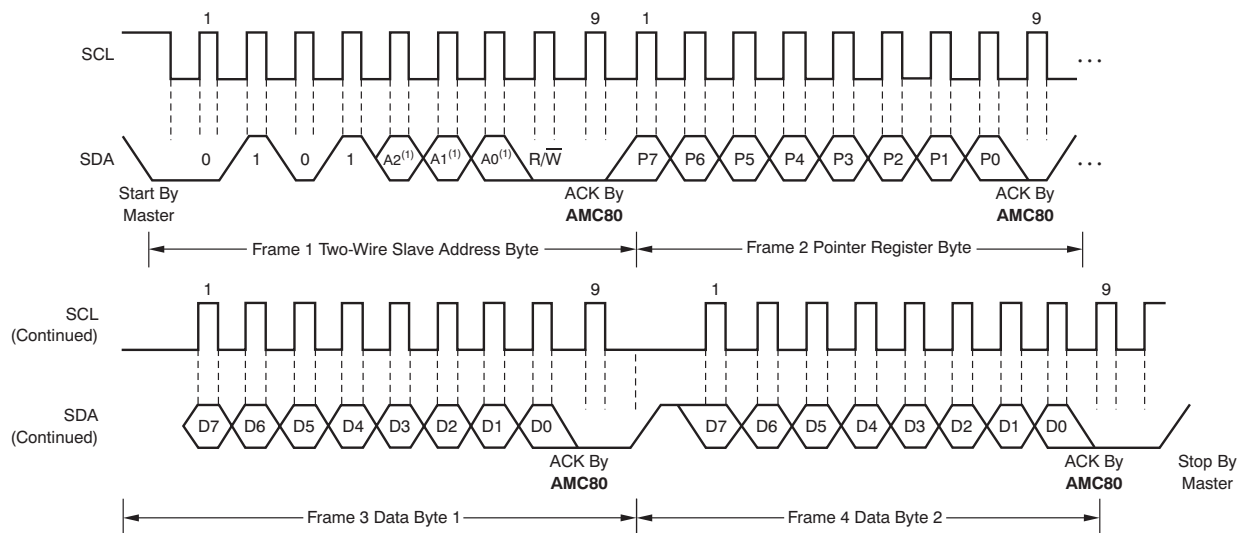 1 9 1 9
SCL ...
SDA 0 1 0 1 A2(1) A1(1) A0(1) R/W̅ P7 P6 P5 P4 P3 P2 P1 P0 ...
Start By Master
ACK By AMC80
ACK By AMC80
Frame 1 Two-Wire Slave Address Byte
Frame 2 Pointer Register Byte
1 9 1 9
SCL (Continued)
SDA (Continued) D7 D6 D5 D4 D3 D2 D1 D0 D7 D6 D5 D4 D3 D2 D1 D0
ACK By AMC80
ACK By AMC80
Stop By Master
Frame 3 Data Byte 1
Frame 4 Data Byte 2